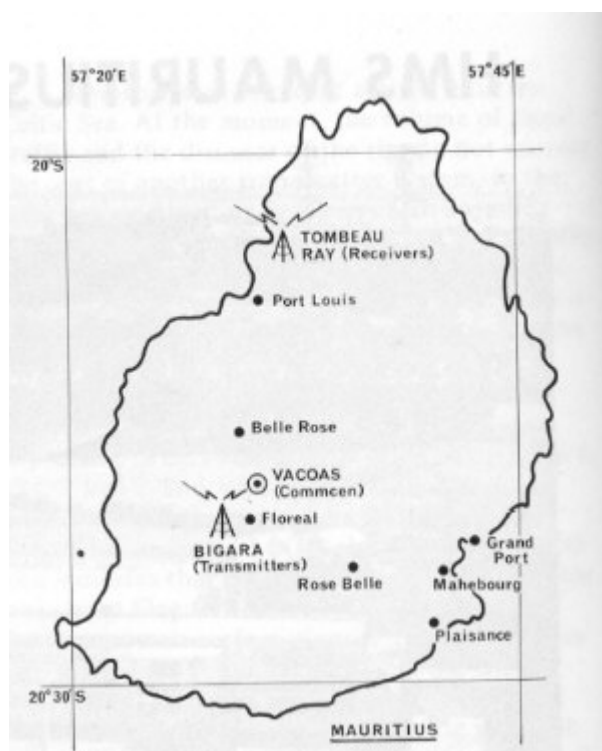 HMS MAURITIUS
57°20'E
57°45'E
20°S
TOMBEAU
RAY (Receivers)
Port Louis
Belle Rose
VACOAS
(Commcen)
Floreal
BIGARA
(Transmitters)
Grand
Port
Rose Belle
Mahebourg
Plaisance
20°30'S
MAURITIUS